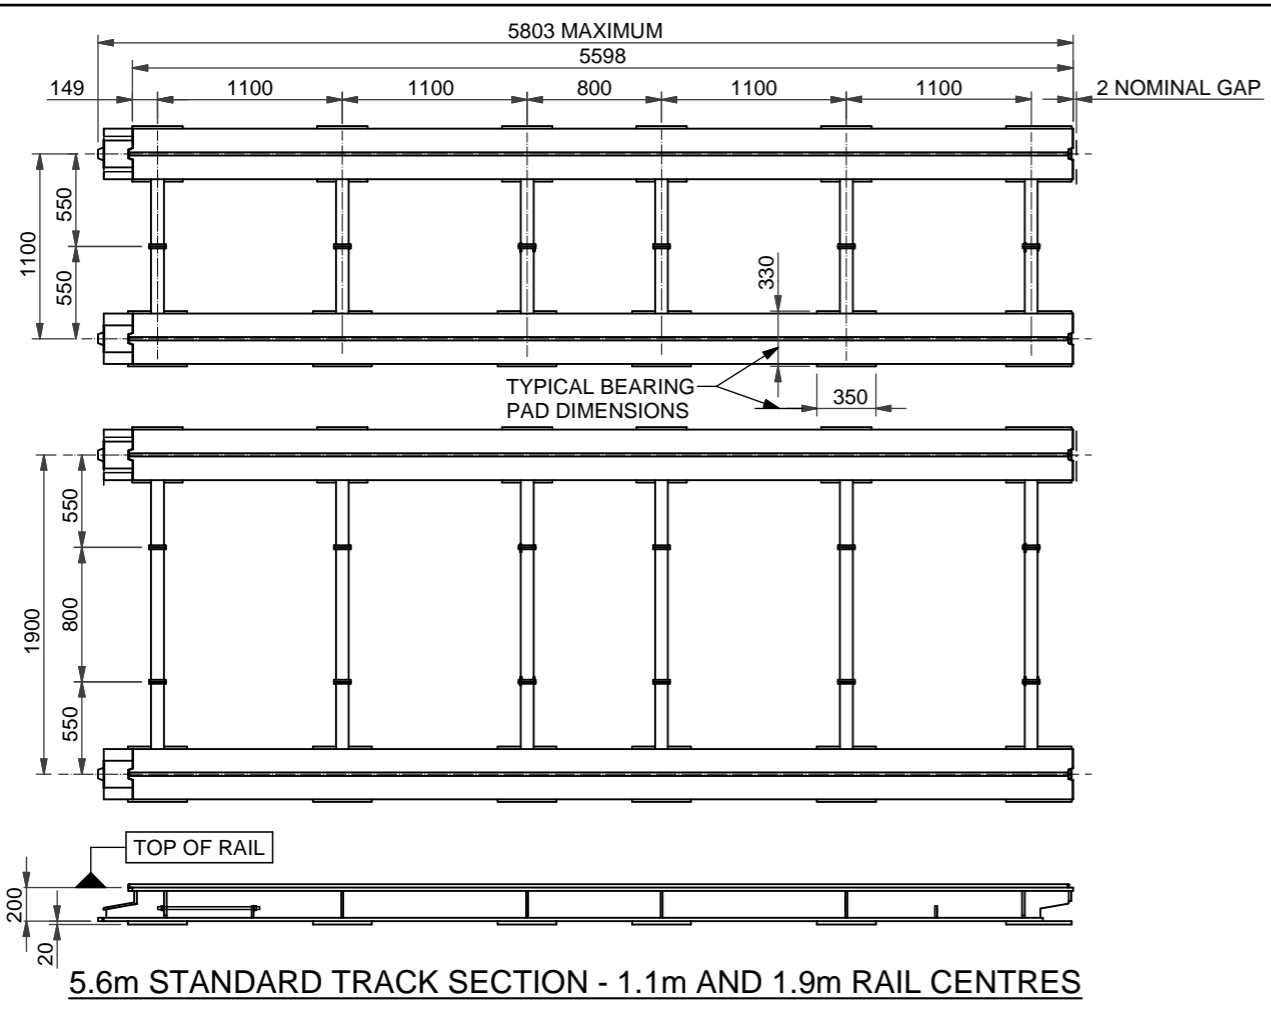 5803 MAXIMUM
5598
149 1100 1100 800 1100 1100 2 NOMINAL GAP
1100
550
550
330
TYPICAL BEARING
PAD DIMENSIONS
350
1900
550
800
550
TOP OF RAIL
200
20
5.6m STANDARD TRACK SECTION - 1.1m AND 1.9m RAIL CENTRES